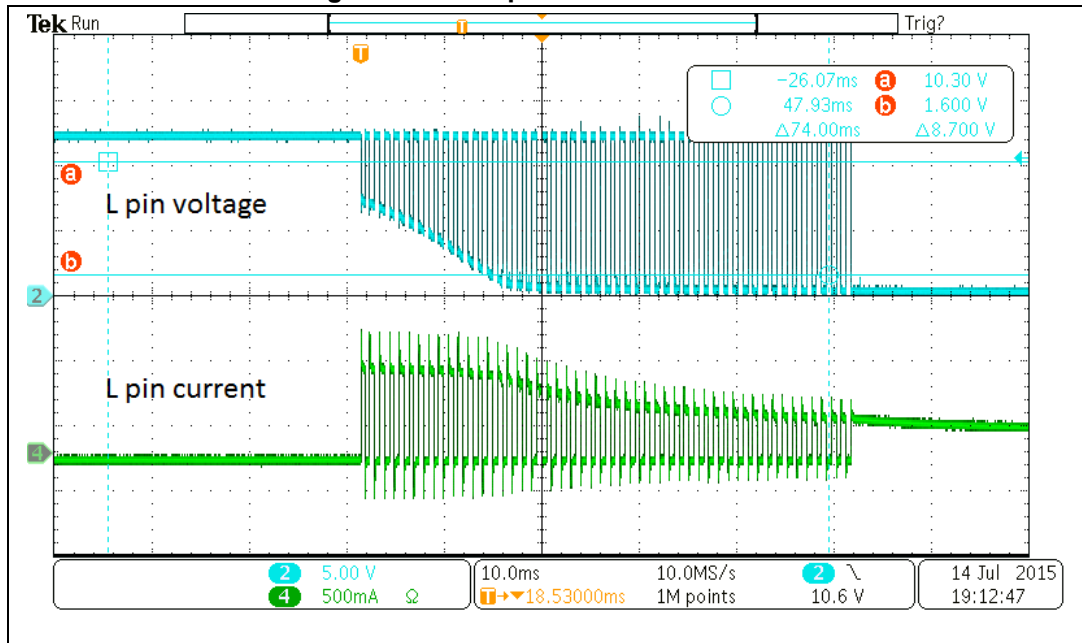 Tek Run
Trig?
T
T
−26.07ms a 10.30 V
47.93ms b 1.600 V
Δ74.00ms Δ8.700 V
a
L pin voltage
b
2
L pin current
4
2 5.00 V
4 500mA Ω
10.0ms 10.0MS/s 2 10.6 V
T→▼18.53000ms 1M points
14 Jul 2015
19:12:47